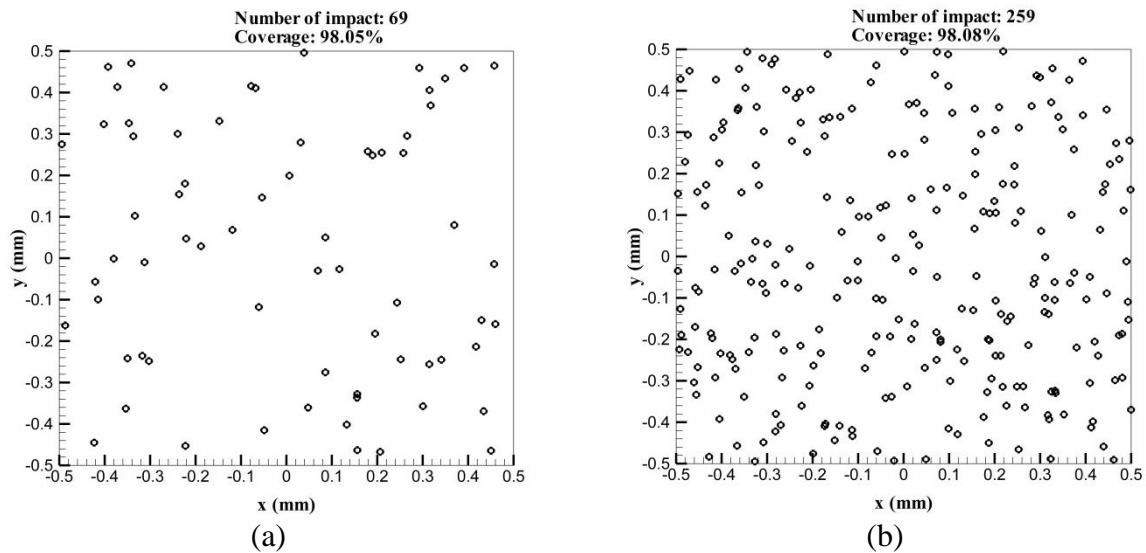 Number of impact: 69
Coverage: 98.05%
0.5
0.4
0.3
0.2
0.1
0
-0.1
-0.2
-0.3
-0.4
-0.5
y (mm)
-0.5 -0.4 -0.3 -0.2 -0.1 0 0.1 0.2 0.3 0.4 0.5
x (mm)
(a)
Number of impact: 259
Coverage: 98.08%
0.5
0.4
0.3
0.2
0.1
0
-0.1
-0.2
-0.3
-0.4
-0.5
y (mm)
-0.5 -0.4 -0.3 -0.2 -0.1 0 0.1 0.2 0.3 0.4 0.5
x (mm)
(b)